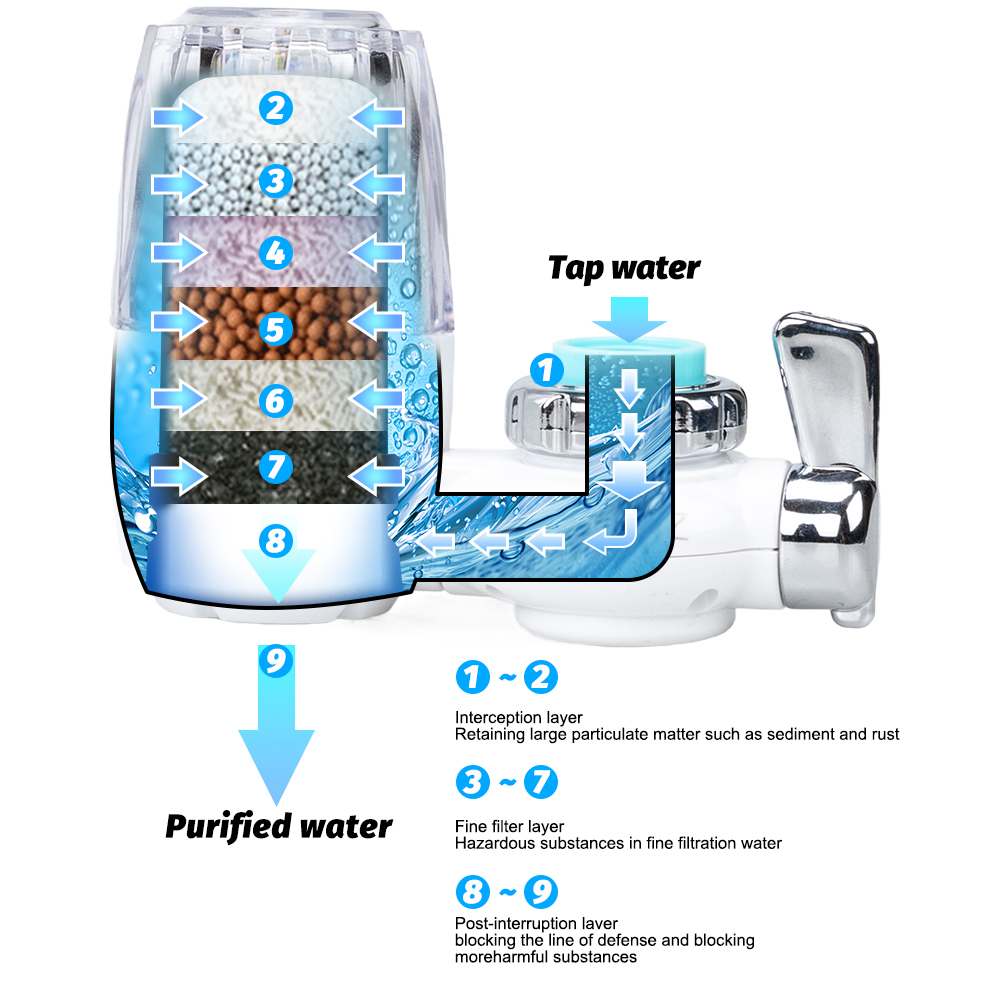 2
3
4
5
6
7
8
9
Purified water
Tap water
1
1 ~ 2
Interception layer
Retaining large particulate matter such as sediment and rust
3 ~ 7
Fine filter layer
Hazardous substances in fine filtration water
8 ~ 9
Post-interruption laver
blocking the line of defense and blocking
moreharmful substances